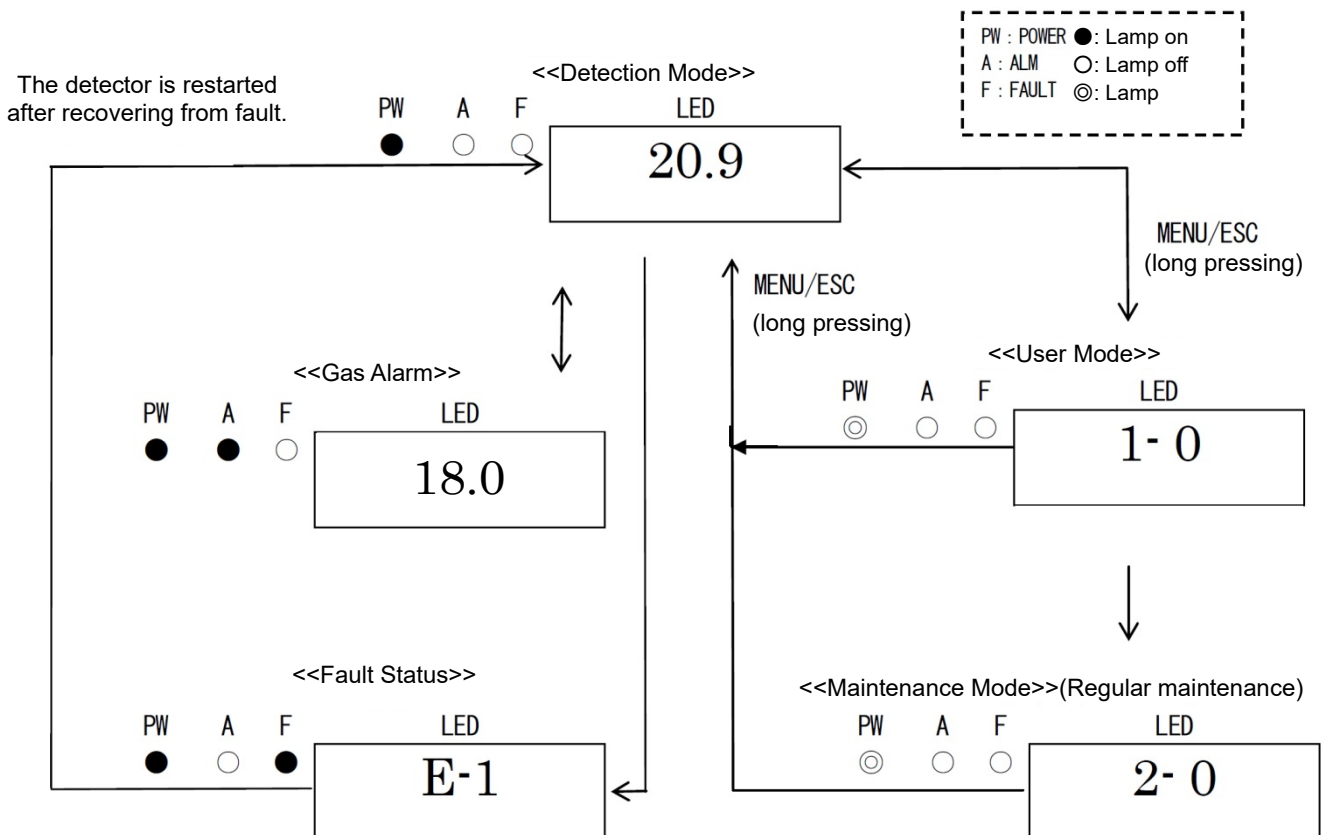 PW : POWER ●: Lamp on
A : ALM ○: Lamp off
F : FAULT ◎: Lamp
The detector is restarted
after recovering from fault.
<<Detection Mode>>
PW A F LED
20.9
MENU/ESC
(long pressing)
MENU/ESC
(long pressing)
<<Gas Alarm>>
PW A F LED
18.0
<<User Mode>>
PW A F LED
1- 0
<<Fault Status>>
PW A F LED
E-1
<<Maintenance Mode>>(Regular maintenance)
PW A F LED
2- 0